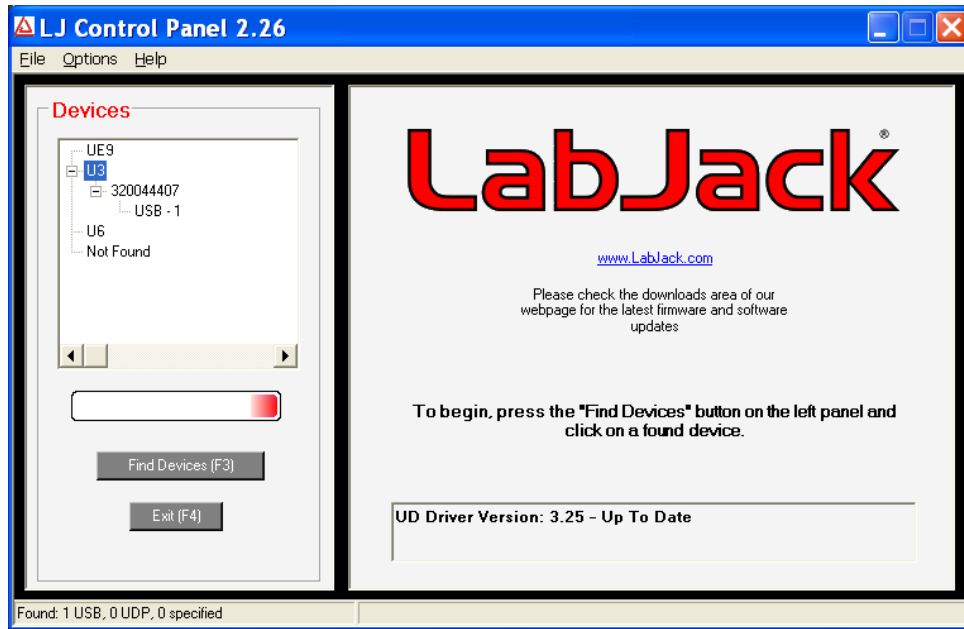 LJ Control Panel 2.26
File Options Help
Devices
UE9
U3
320044407
USB - 1
U6
Not Found
Find Devices (F3)
Exit (F4)
LabJack®
www.LabJack.com
Please check the downloads area of our
webpage for the latest firmware and software
updates
To begin, press the "Find Devices" button on the left panel and
click on a found device.
UD Driver Version: 3.25 - Up To Date
Found: 1 USB, 0 UDP, 0 specified